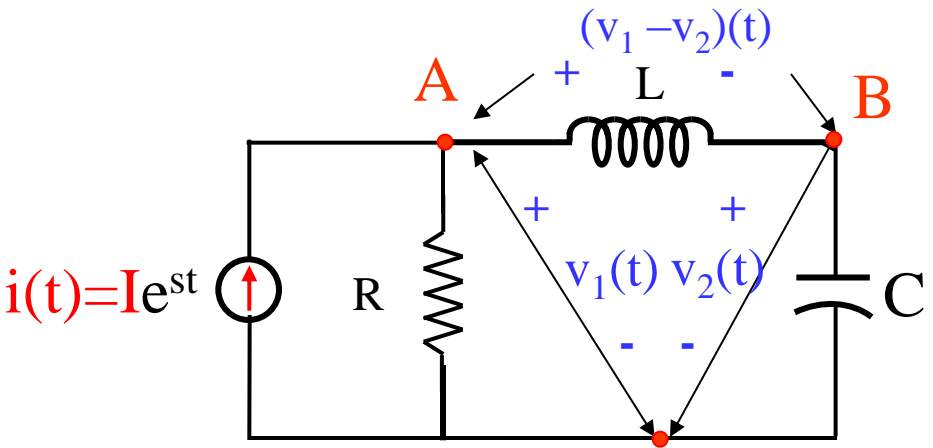 (v₁ –v₂)(t)
+ -
A L B
+ +
i(t)=Ieˢᵗ R v₁(t) v₂(t) C
- -